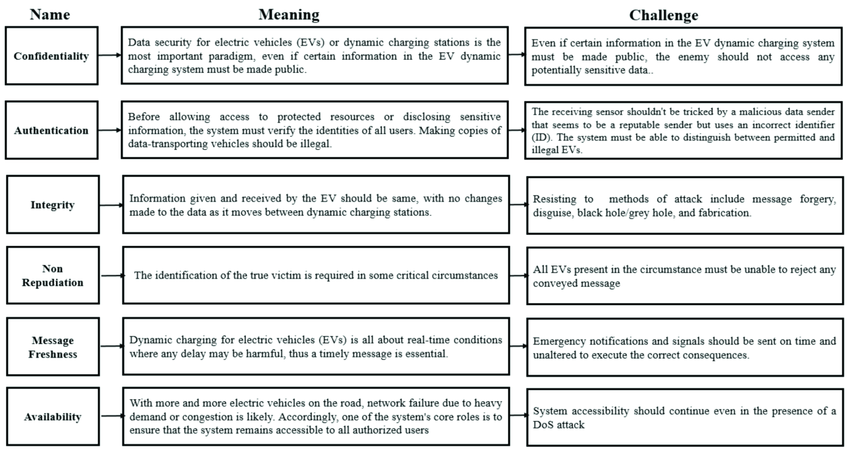 Name Meaning Challenge
Confidentiality
Data security for electric vehicles (EVs) or dynamic charging stations is the
most important paradigm, even if certain information in the EV dynamic
charging system must be made public.
Even if certain information in the EV dynamic charging system
must be made public, the enemy should not access any
potentially sensitive data..
Authentication
Before allowing access to protected resources or disclosing sensitive
information, the system must verify the identities of all users. Making copies of
data-transporting vehicles should be illegal.
The receiving sensor shouldn't be tricked by a malicious data sender
that seems to be a reputable sender but uses an incorrect identifier
(ID). The system must be able to distinguish between permitted and
illegal EVs.
Integrity
Information given and received by the EV should be same, with no changes
made to the data as it moves between dynamic charging stations.
Resisting to methods of attack include message forgery,
disguise, black hole/grey hole, and fabrication.
Non
Repudiation
The identification of the true victim is required in some critical circumstances
All EVs present in the circumstance must be unable to reject any
conveyed message
Message
Freshness
Dynamic charging for electric vehicles (EVs) is all about real-time conditions
where any delay may be harmful, thus a timely message is essential.
Emergency notifications and signals should be sent on time and
unaltered to execute the correct consequences.
Availability
With more and more electric vehicles on the road, network failure due to heavy
demand or congestion is likely. Accordingly, one of the system's core roles is to
ensure that the system remains accessible to all authorized users
System accessibility should continue even in the presence of a
DoS attack